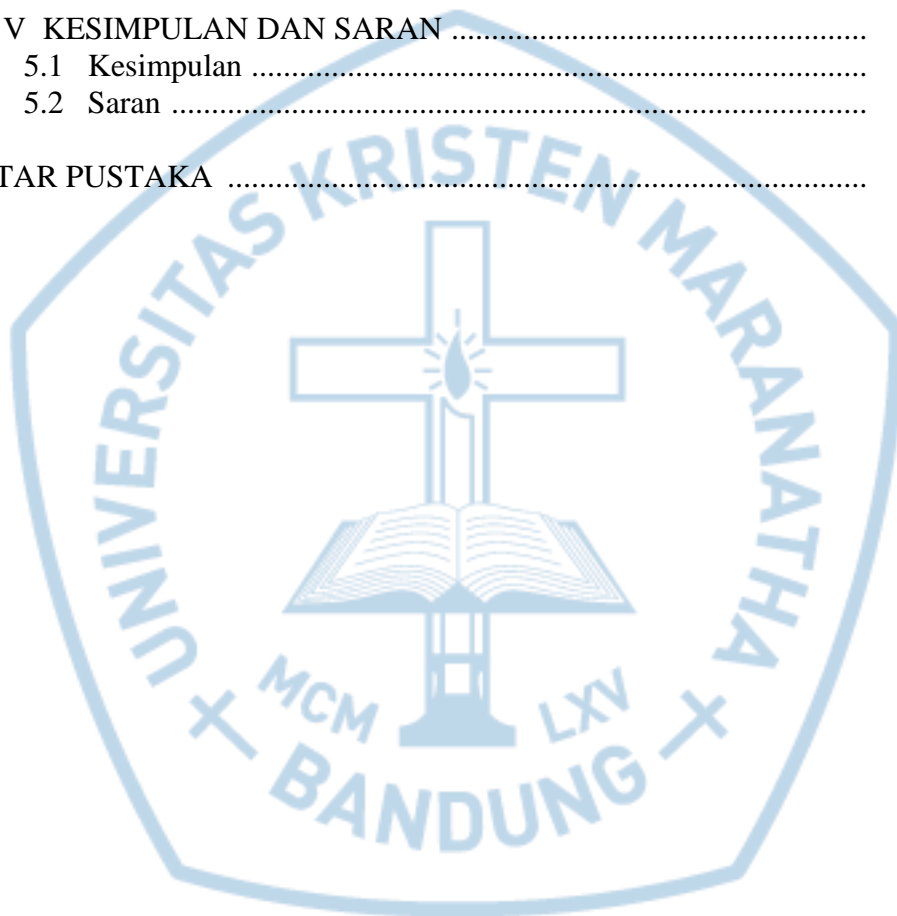 V KESIMPULAN DAN SARAN .....................................................
5.1 Kesimpulan ...............................................................................
5.2 Saran .........................................................................................
TAR PUSTAKA ..................................................................................
UNIVERSITAS KRISTEN MARANATHA
MCM LXV
BANDUNG